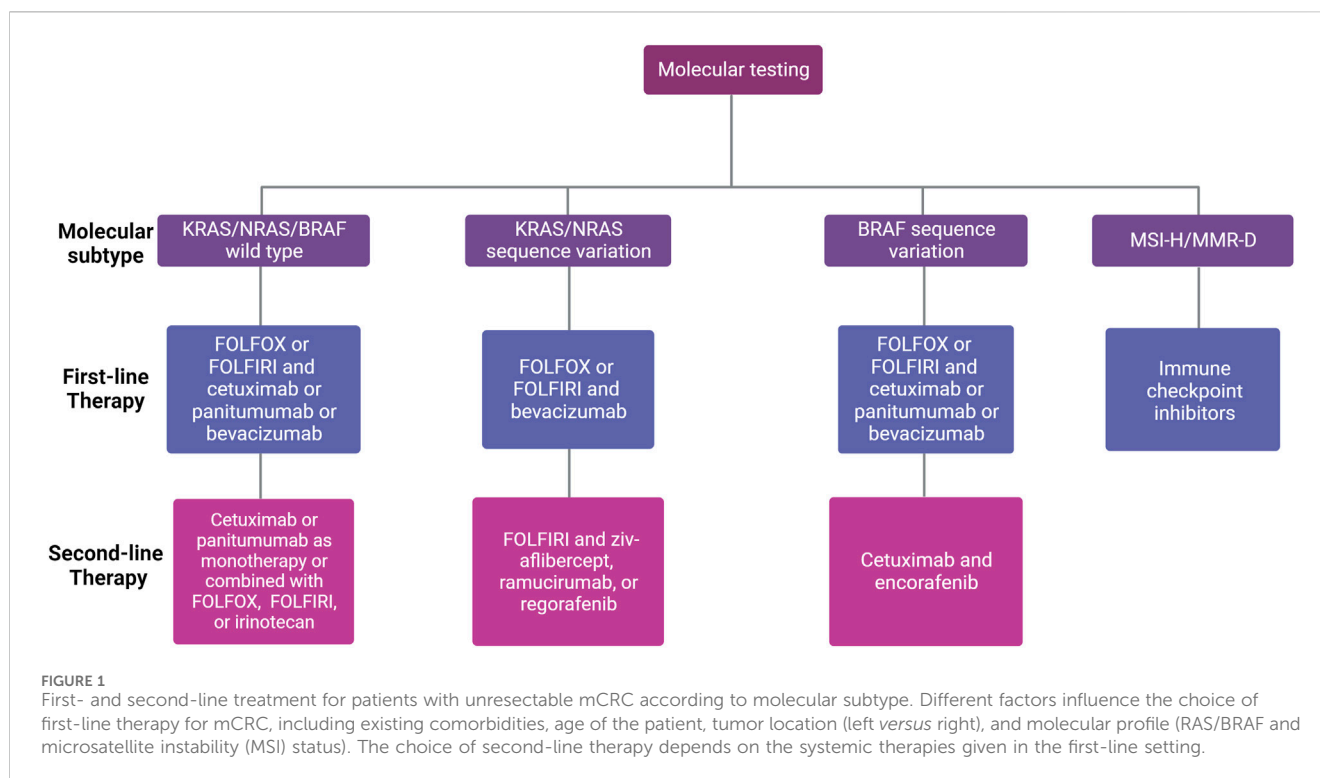 Molecular testing
Molecular
subtype
KRAS/NRAS/BRAF
wild type
KRAS/NRAS
sequence variation
BRAF sequence
variation
MSI-H/MMR-D
First-line
Therapy
FOLFOX or
FOLFIRI and
cetuximab or
panitumumab or
bevacizumab
FOLFOX or
FOLFIRI and
bevacizumab
FOLFOX or
FOLFIRI and
cetuximab or
panitumumab or
bevacizumab
Immune
checkpoint
inhibitors
Second-line
Therapy
Cetuximab or
panitumumab as
monotherapy or
combined with
FOLFOX, FOLFIRI,
or irinotecan
FOLFIRI and ziv-
aflibercept,
ramucirumab, or
regorafenib
Cetuximab and
encorafenib
FIGURE 1
First- and second-line treatment for patients with unresectable mCRC according to molecular subtype. Different factors influence the choice of
first-line therapy for mCRC, including existing comorbidities, age of the patient, tumor location (left versus right), and molecular profile (RAS/BRAF and
microsatellite instability (MSI) status). The choice of second-line therapy depends on the systemic therapies given in the first-line setting.